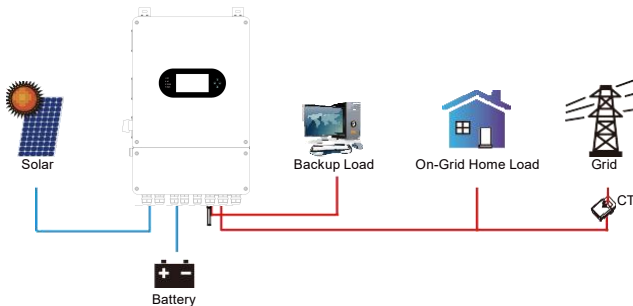 Solar
Backup Load
On-Grid Home Load
Grid
CT
Battery